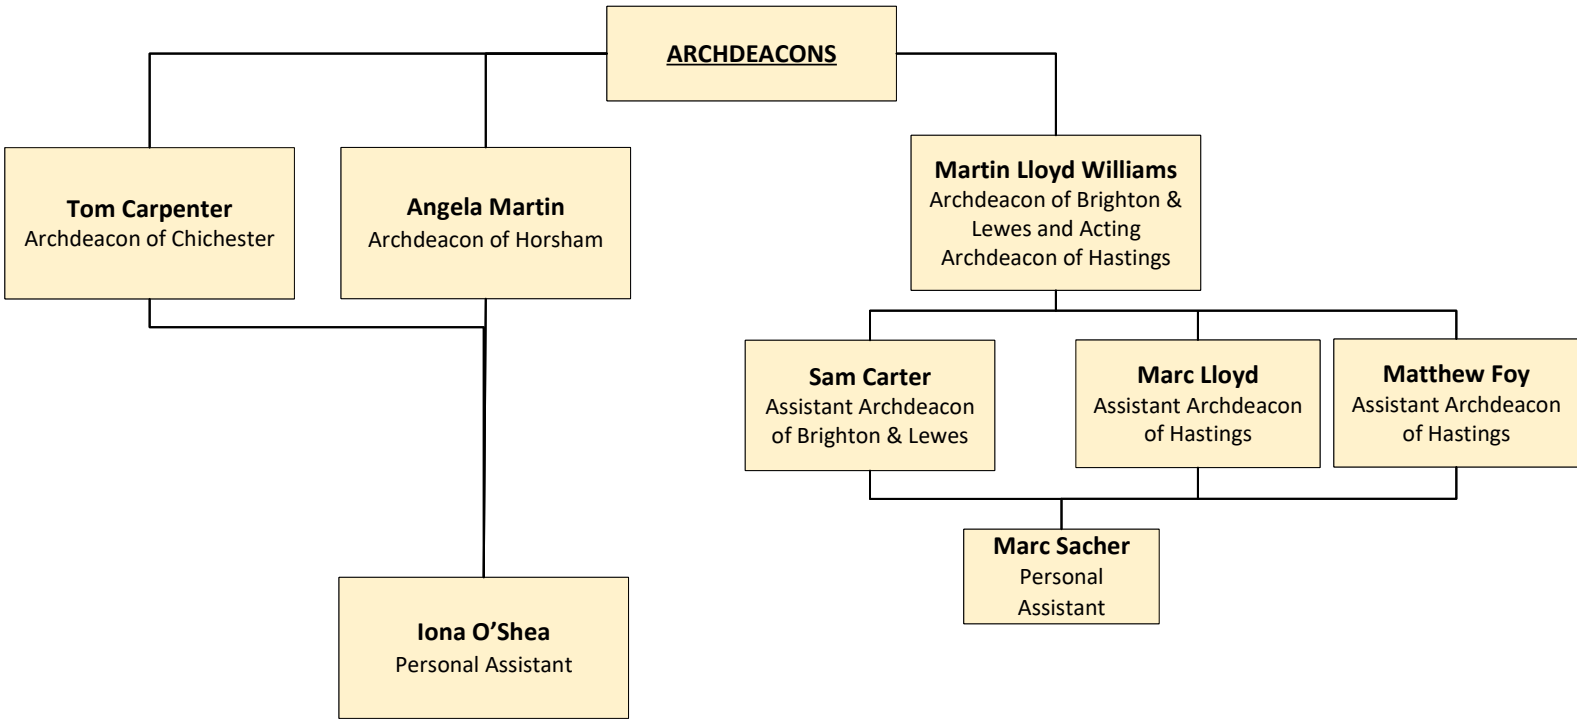 ARCHDEACONS
Tom Carpenter
Archdeacon of Chichester
Angela Martin
Archdeacon of Horsham
Martin Lloyd Williams
Archdeacon of Brighton &
Lewes and Acting
Archdeacon of Hastings
Sam Carter
Assistant Archdeacon
of Brighton & Lewes
Marc Lloyd
Assistant Archdeacon
of Hastings
Matthew Foy
Assistant Archdeacon
of Hastings
Marc Sacher
Personal
Assistant
Iona O’Shea
Personal Assistant